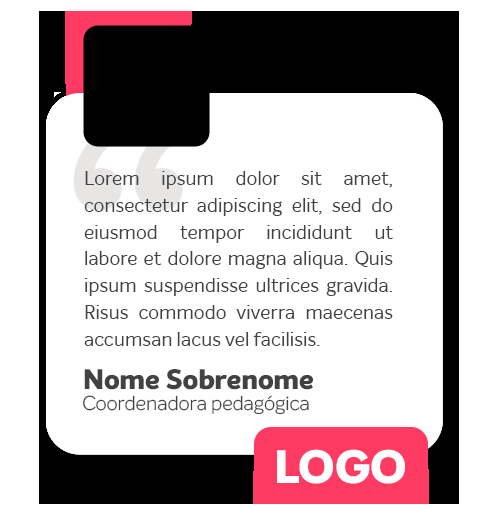 “
Lorem ipsum dolor sit amet,
consectetur adipiscing elit, sed do
eiusmod tempor incididunt ut
labore et dolore magna aliqua. Quis
ipsum suspendisse ultrices gravida.
Risus commodo viverra maecenas
accumsan lacus vel facilisis.
Nome Sobrenome
Coordenadora pedagógica
LOGO